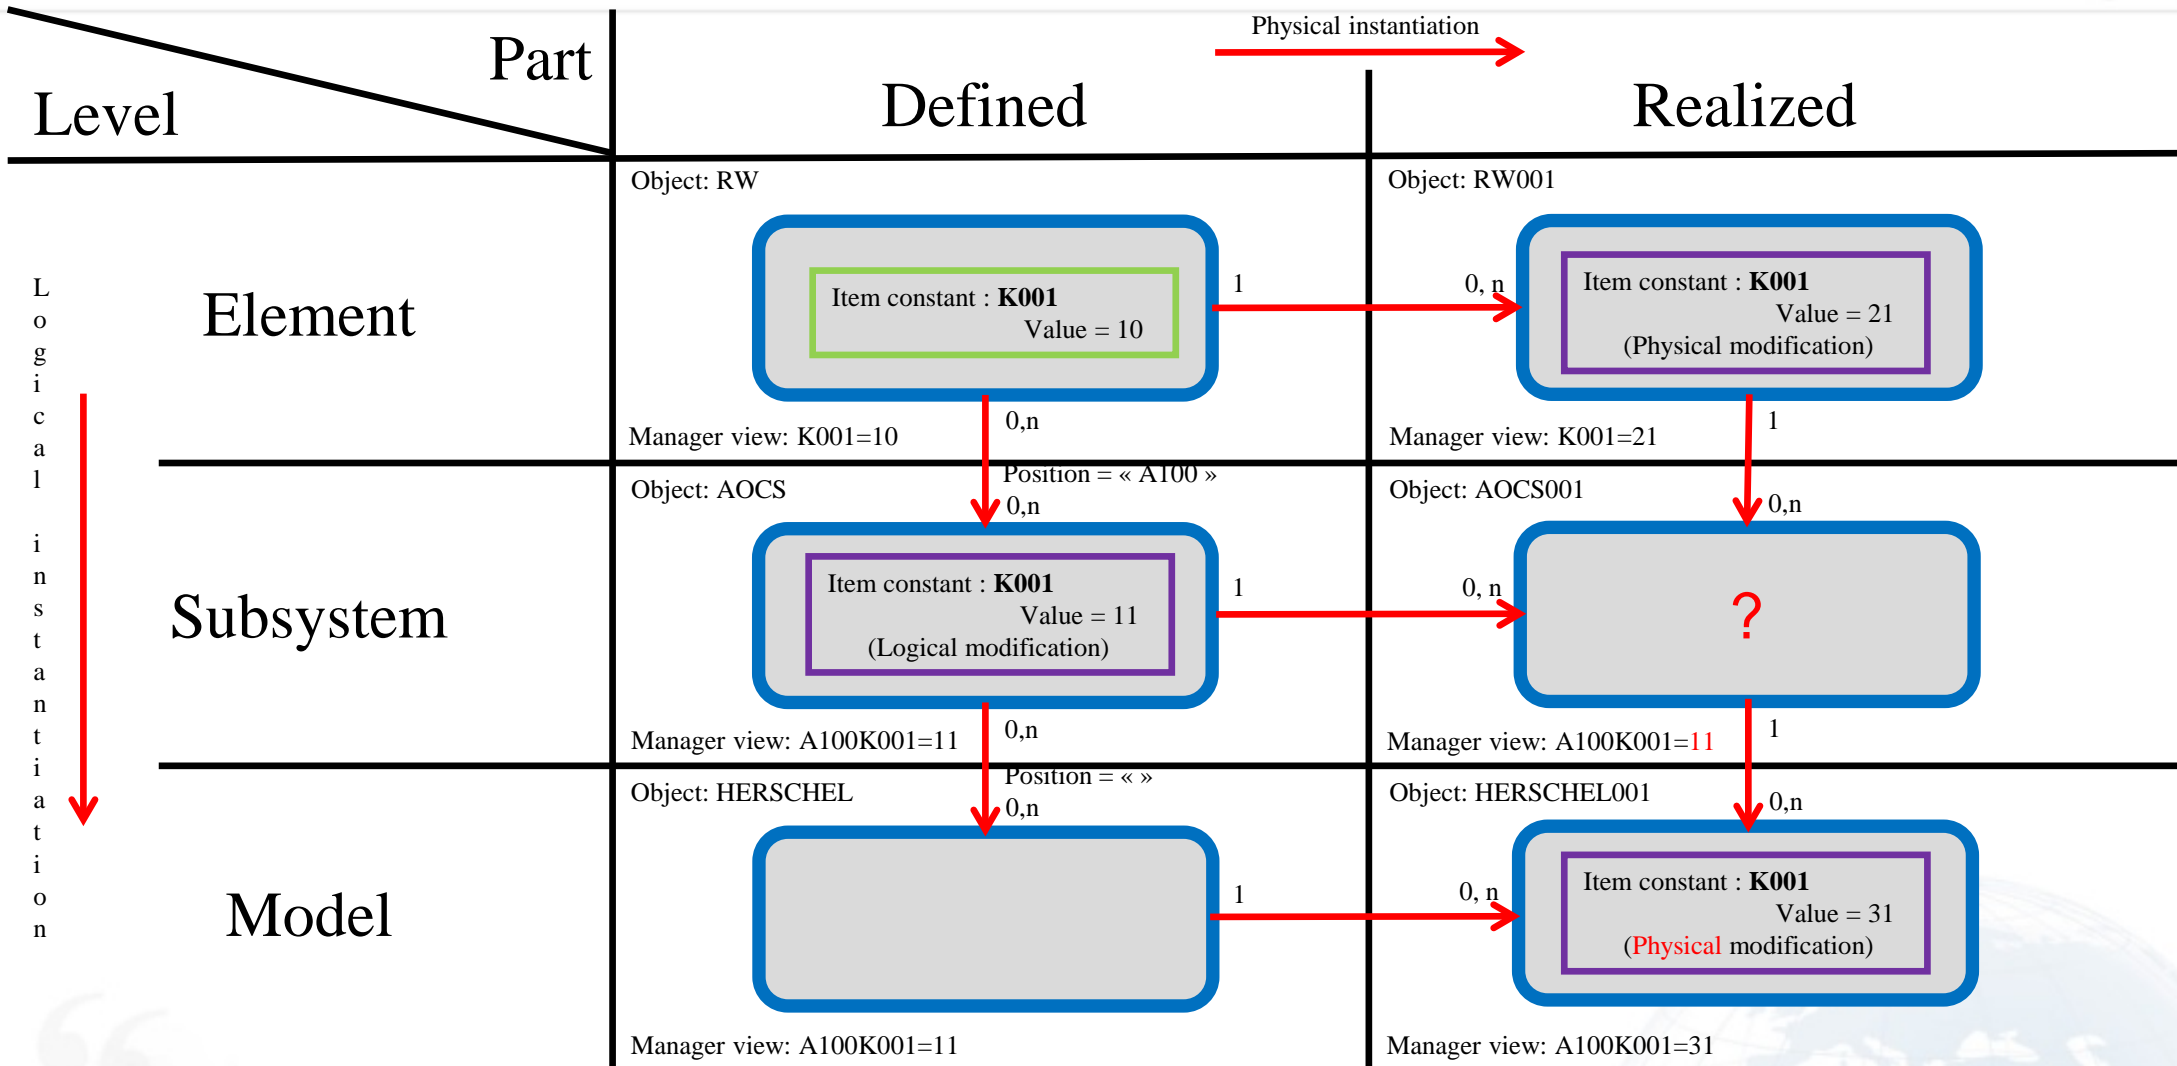 Physical instantiation
Part
Level
Defined
Realized
Logical instantiation
Element
Object: RW
Item constant : K001
Value = 10
1
0,n
Manager view: K001=10
Object: RW001
0, n
Item constant : K001
Value = 21
(Physical modification)
1
Manager view: K001=21
Subsystem
Position = « A100 »
Object: AOCS
0,n
Item constant : K001
Value = 11
(Logical modification)
1
0,n
Manager view: A100K001=11
Object: AOCS001
0,n
0, n
?
1
Manager view: A100K001=11
Model
Position = « »
Object: HERSCHEL
0,n
1
Manager view: A100K001=11
Object: HERSCHEL001
0,n
0, n
Item constant : K001
Value = 31
(Physical modification)
Manager view: A100K001=31